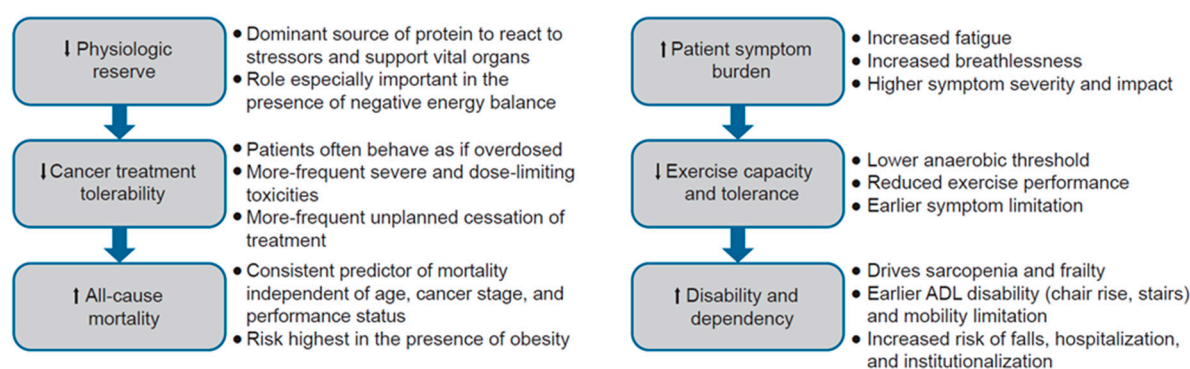 ↓ Physiologic
reserve
● Dominant source of protein to react to
stressors and support vital organs
● Role especially important in the
presence of negative energy balance
↓ Cancer treatment
tolerability
● Patients often behave as if overdosed
● More-frequent severe and dose-limiting
toxicities
● More-frequent unplanned cessation of
treatment
↑ All-cause
mortality
● Consistent predictor of mortality
independent of age, cancer stage, and
performance status
● Risk highest in the presence of obesity
↑ Patient symptom
burden
● Increased fatigue
● Increased breathlessness
● Higher symptom severity and impact
↓ Exercise capacity
and tolerance
● Lower anaerobic threshold
● Reduced exercise performance
● Earlier symptom limitation
↑ Disability and
dependency
● Drives sarcopenia and frailty
● Earlier ADL disability (chair rise, stairs)
and mobility limitation
● Increased risk of falls, hospitalization,
and institutionalization